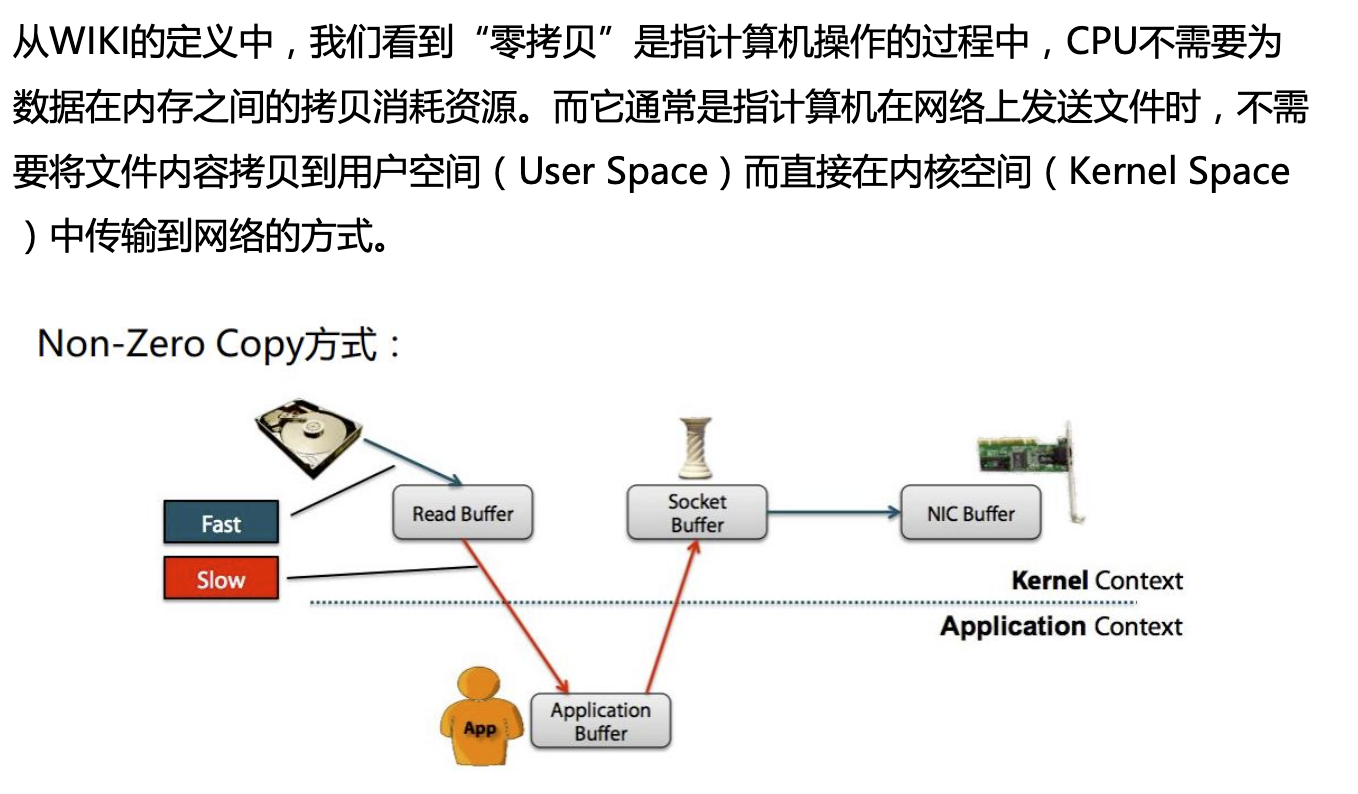 从WIKI的定义中，我们看到“零拷贝”是指计算机操作的过程中，CPU不需要为
数据在内存之间的拷贝消耗资源。而它通常是指计算机在网络上发送文件时，不需
要将文件内容拷贝到用户空间（User Space）而直接在内核空间（Kernel Space
）中传输到网络的方式。
Non-Zero Copy方式：
Fast
Slow
Read Buffer
Socket
Buffer
NIC Buffer
Kernel Context
Application Context
App
Application
Buffer